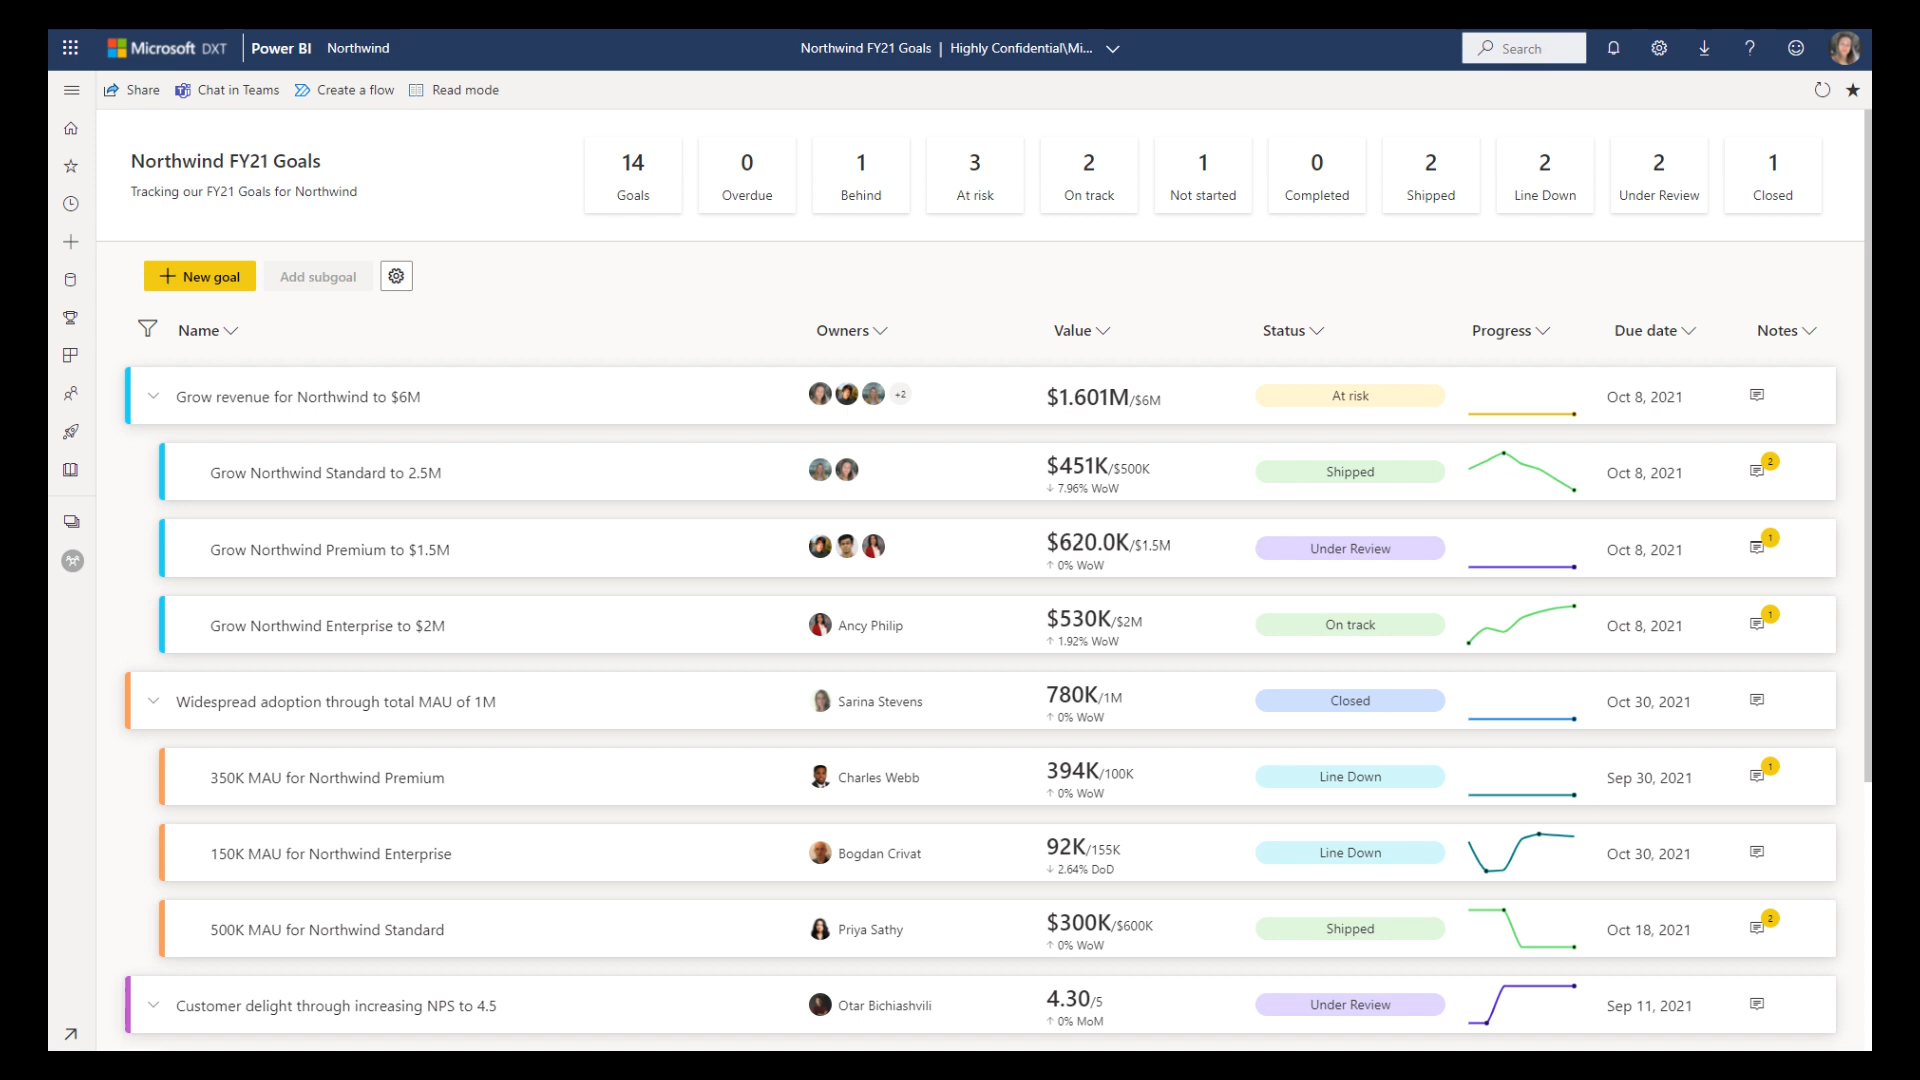 Microsoft DXT Power BI Northwind Northwind FY21 Goals | Highly Confidential\Mi... Search
Share Chat in Teams Create a flow Read mode
Northwind FY21 Goals
Tracking our FY21 Goals for Northwind
14 0 1 3 2 1 0 2 2 2 1
Goals Overdue Behind At risk On track Not started Completed Shipped Line Down Under Review Closed
New goal Add subgoal
Name Owners Value Status Progress Due date Notes
Grow revenue for Northwind to $6M +2 $1.601M/$6M At risk Oct 8, 2021
Grow Northwind Standard to 2.5M $451K/$500K Shipped Oct 8, 2021 2
↓ 7.96% WoW
Grow Northwind Premium to $1.5M $620.0K/$1.5M Under Review Oct 8, 2021 1
↑ 0% WoW
Grow Northwind Enterprise to $2M Ancy Philip $530K/$2M On track Oct 8, 2021 1
↑ 1.92% WoW
Widespread adoption through total MAU of 1M Sarina Stevens 780K/1M Closed Oct 30, 2021
↑ 0% WoW
350K MAU for Northwind Premium Charles Webb 394K/100K Line Down Sep 30, 2021 1
↑ 0% WoW
150K MAU for Northwind Enterprise Bogdan Crivat 92K/155K Line Down Oct 30, 2021
↓ 2.64% DoD
500K MAU for Northwind Standard Priya Sathy $300K/$600K Shipped Oct 18, 2021 2
↑ 0% WoW
Customer delight through increasing NPS to 4.5 Otar Bichiashvili 4.30/5 Under Review Sep 11, 2021
↑ 0% MoM